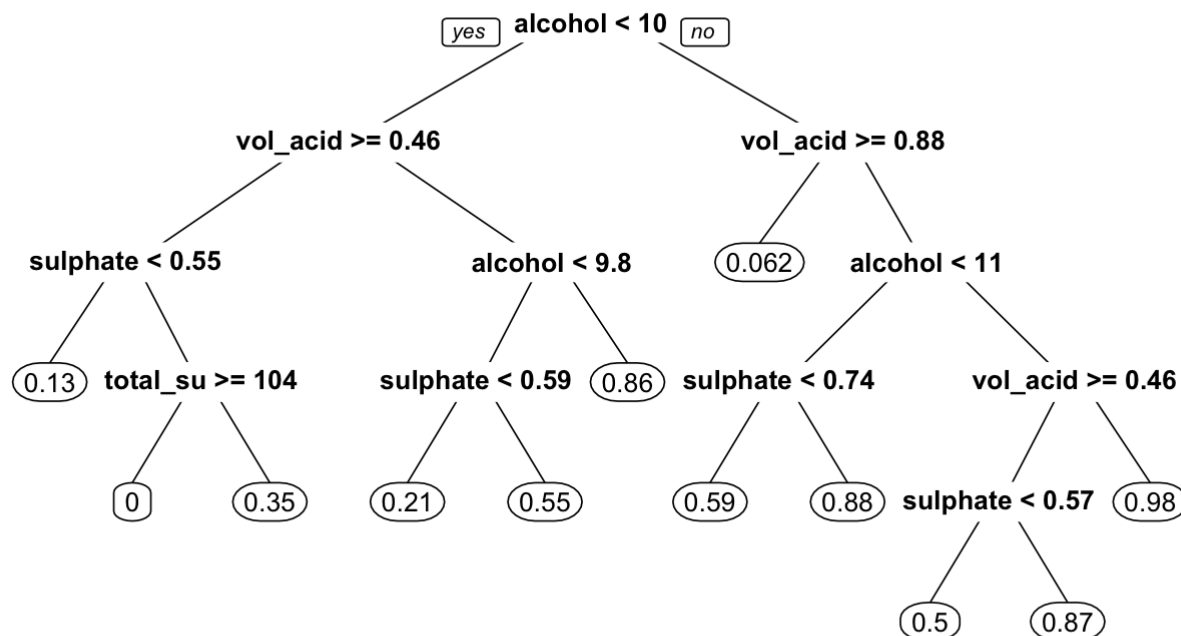 yes alcohol < 10 no
vol_acid >= 0.46 vol_acid >= 0.88
sulphate < 0.55 alcohol < 9.8 0.062 alcohol < 11
0.13 total_su >= 104 sulphate < 0.59 0.86 sulphate < 0.74 vol_acid >= 0.46
0 0.35 0.21 0.55 0.59 0.88 sulphate < 0.57 0.98
0.5 0.87